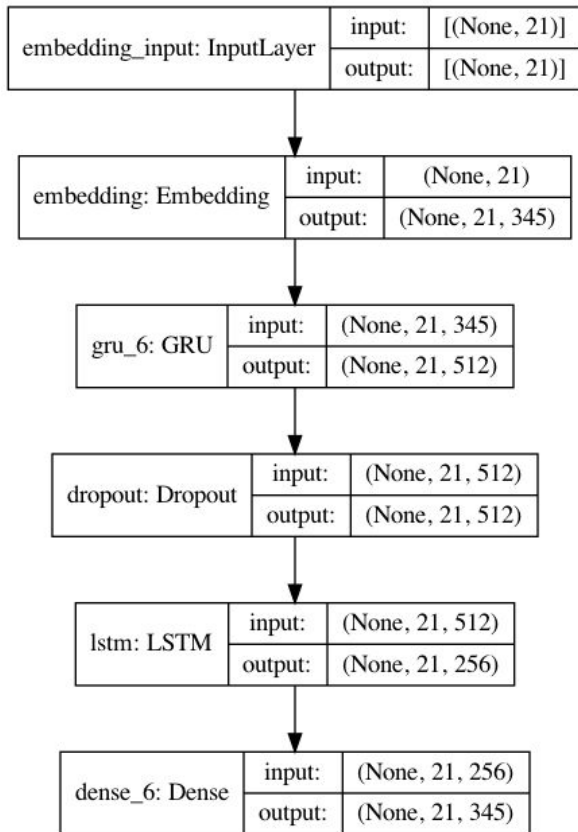 embedding_input: InputLayer
input: [(None, 21)]
output: [(None, 21)]
embedding: Embedding
input: (None, 21)
output: (None, 21, 345)
gru_6: GRU
input: (None, 21, 345)
output: (None, 21, 512)
dropout: Dropout
input: (None, 21, 512)
output: (None, 21, 512)
lstm: LSTM
input: (None, 21, 512)
output: (None, 21, 256)
dense_6: Dense
input: (None, 21, 256)
output: (None, 21, 345)